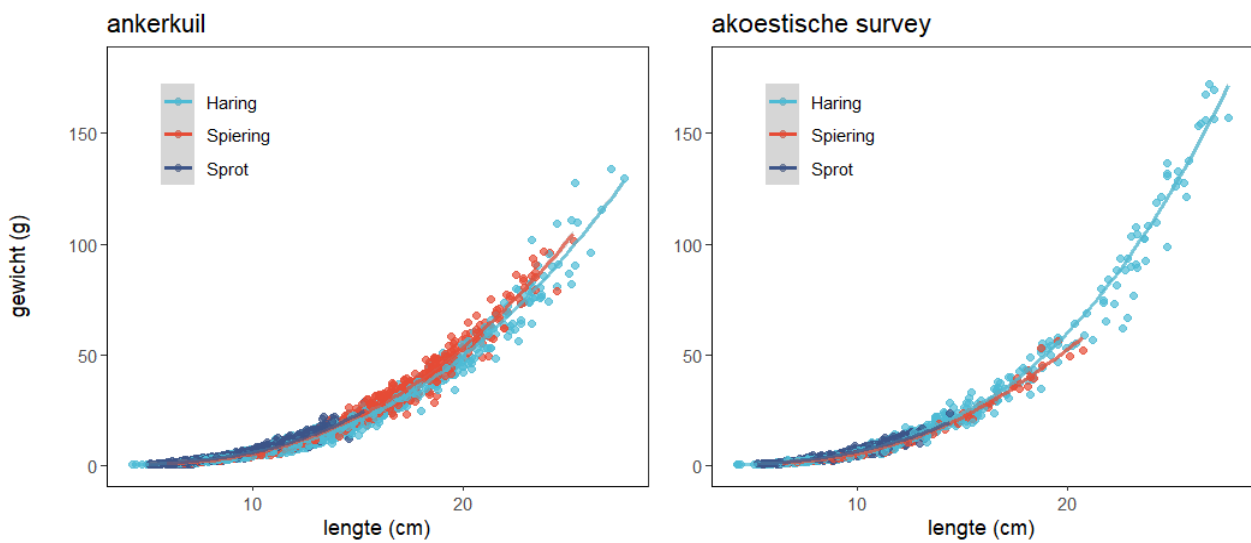 ankerkuil
akoestische survey
gewicht (g)
150
100
50
0
Haring
Spiering
Sprot
10
20
lengte (cm)
150
100
50
0
Haring
Spiering
Sprot
10
20
lengte (cm)